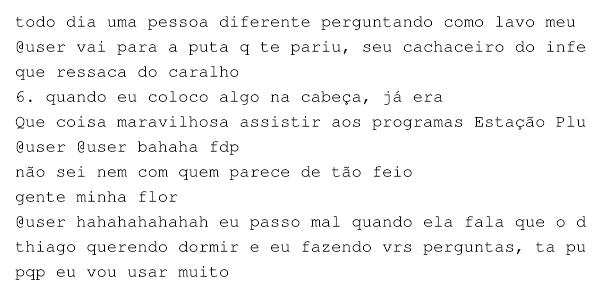 todo dia uma pessoa diferente perguntando como lavo meu
@user vai para a puta q te pariu, seu cachaceiro do infe
que ressaca do caralho
6. quando eu coloco algo na cabeça, já era
Que coisa maravilhosa assistir aos programas Estação Plu
@user @user bahaha fdp
não sei nem com quem parece de tão feio
gente minha flor
@user hahahahahahah eu passo mal quando ela fala que o d
thiago querendo dormir e eu fazendo vrs perguntas, ta pu
pqp eu vou usar muito